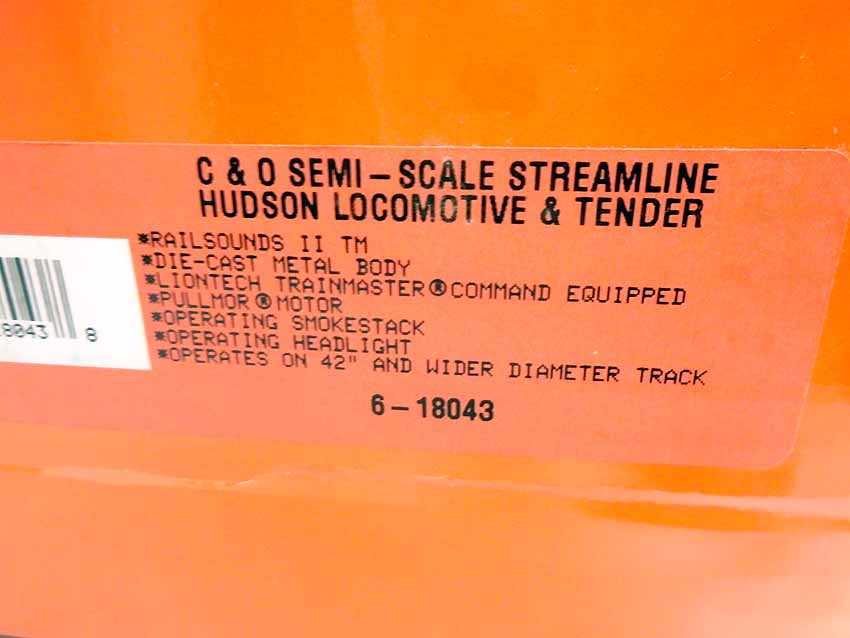 C & O SEMI – SCALE STREAMLINE
HUDSON LOCOMOTIVE & TENDER
*RAILSOUNDS II TM
*DIE-CAST METAL BODY
*LIONTECH TRAINMASTER®COMMAND EQUIPPED
*PULLMOR®MOTOR
*OPERATING SMOKESTACK
*OPERATING HEADLIGHT
*OPERATES ON 42" AND WIDER DIAMETER TRACK
6 – 18043
8043 8